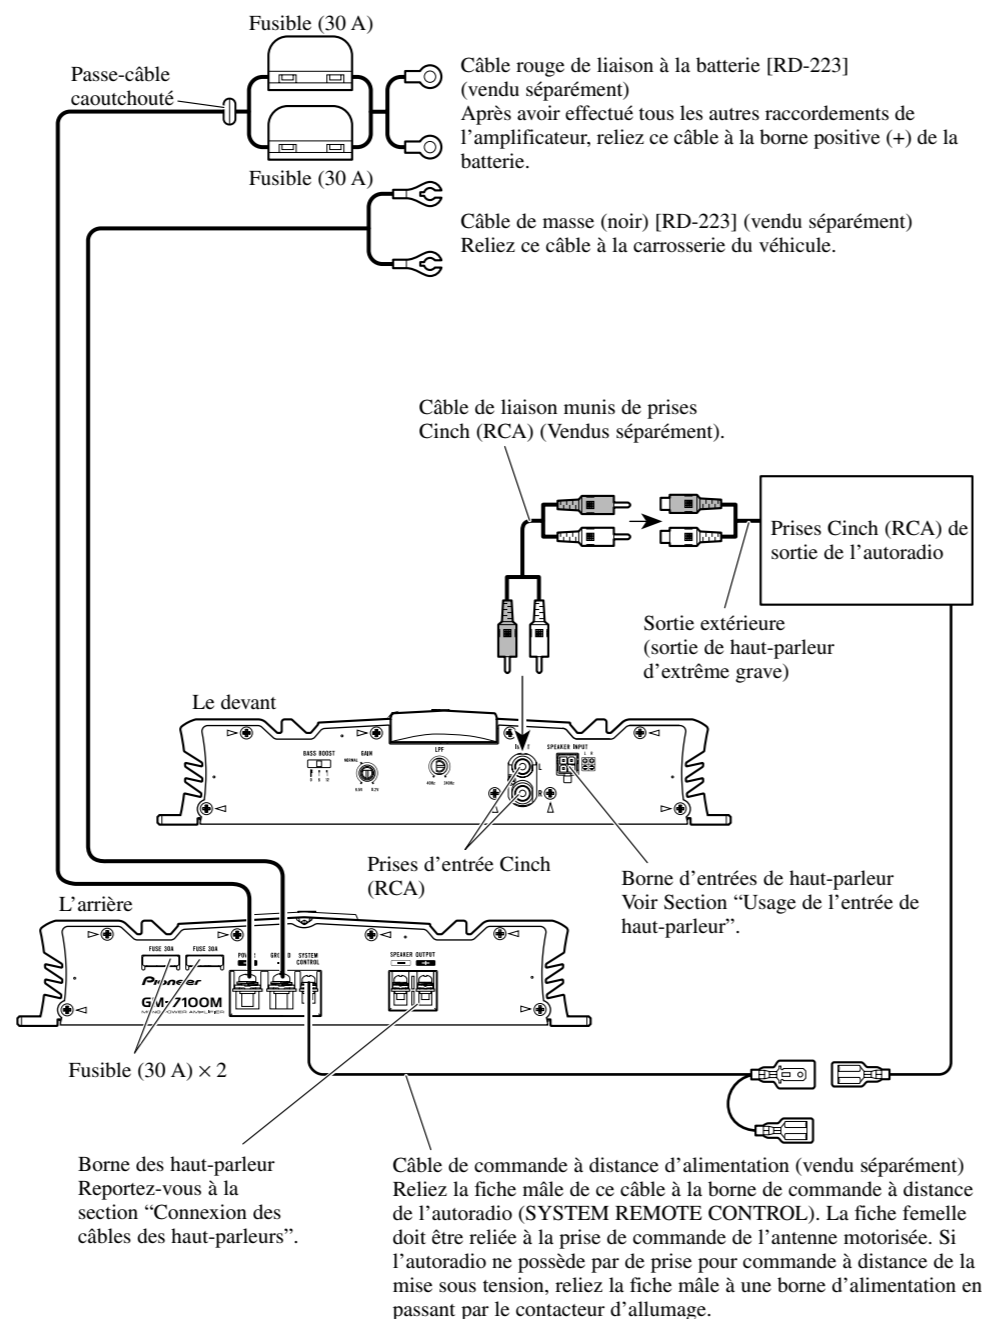 Fusible (30 A)
Passe-câble
caoutchouté
Câble rouge de liaison à la batterie [RD-223]
(vendu séparément)
Après avoir effectué tous les autres raccordements de
l’amplificateur, reliez ce câble à la borne positive (+) de la
batterie.
Fusible (30 A)
Câble de masse (noir) [RD-223] (vendu séparément)
Reliez ce câble à la carrosserie du véhicule.
Câble de liaison munis de prises
Cinch (RCA) (Vendus séparément).
Prises Cinch (RCA) de
sortie de l’autoradio
Sortie extérieure
(sortie de haut-parleur
d’extrême grave)
Le devant
BASS BOOST
GAIN
NORMAL
LPF
SPEAKER INPUT
L R
L
R
Prises d’entrée Cinch
(RCA)
Borne d’entrées de haut-parleur
Voir Section “Usage de l’entrée de
haut-parleur”.
L’arrière
FUSE 30A
FUSE 30A
SYSTEM
CONTROL
SPEAKER OUTPUT
Pioneer
GM-7100M
MONO POWER AMPLIFIER
Fusible (30 A) × 2
Borne des haut-parleur
Reportez-vous à la
section “Connexion des
câbles des haut-parleurs”.
Câble de commande à distance d’alimentation (vendu séparément)
Reliez la fiche mâle de ce câble à la borne de commande à distance
de l’autoradio (SYSTEM REMOTE CONTROL). La fiche femelle
doit être reliée à la prise de commande de l’antenne motorisée. Si
l’autoradio ne possède par de prise pour commande à distance de la
mise sous tension, reliez la fiche mâle à une borne d’alimentation en
passant par le contacteur d’allumage.